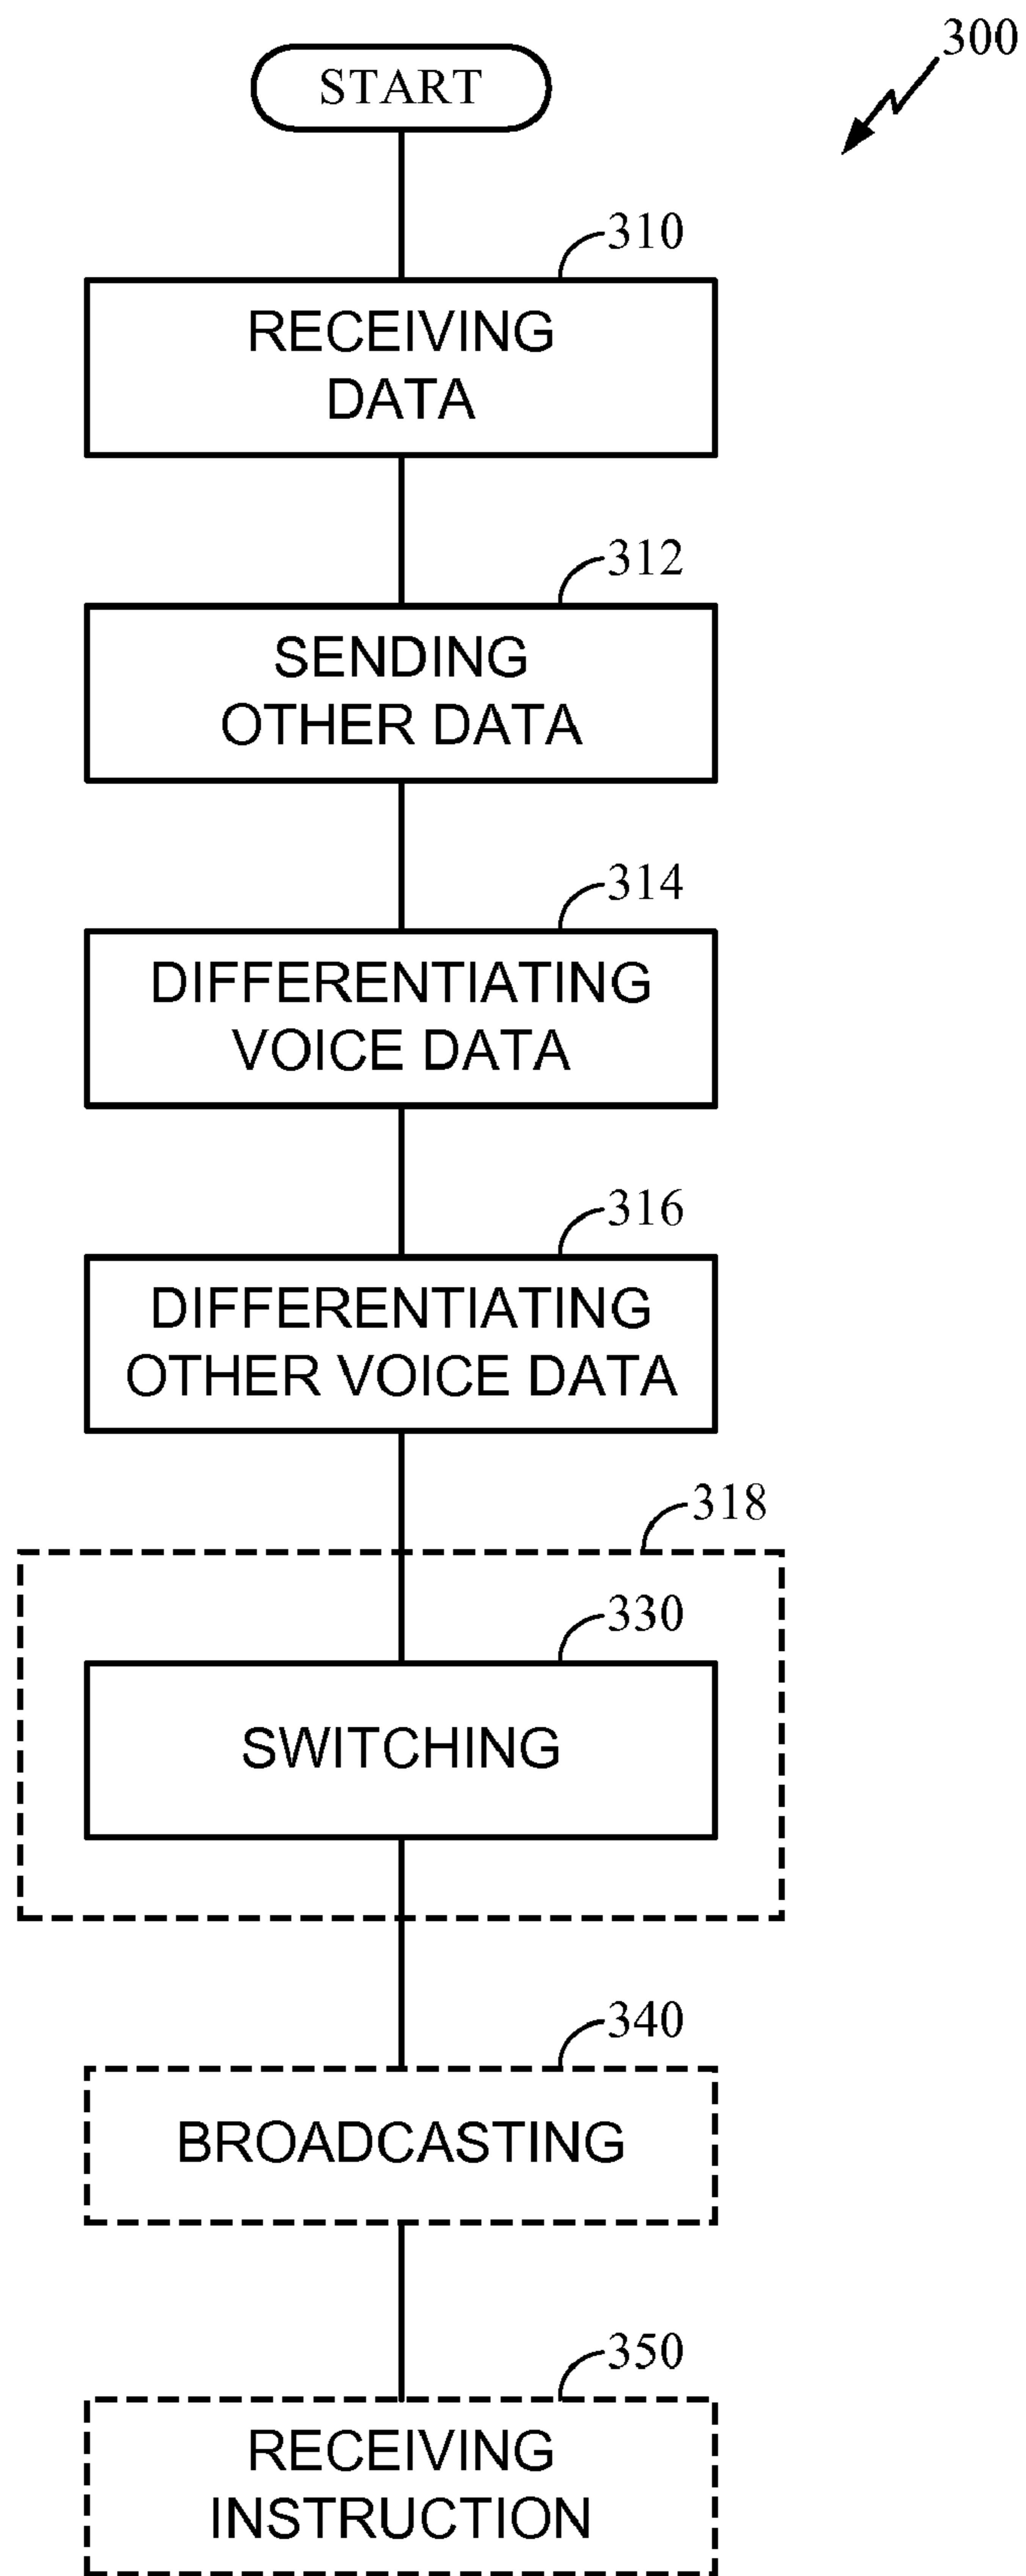 300
START
310
RECEIVING
DATA
312
SENDING
OTHER DATA
314
DIFFERENTIATING
VOICE DATA
316
DIFFERENTIATING
OTHER VOICE DATA
318
330
SWITCHING
340
BROADCASTING
350
RECEIVING
INSTRUCTION